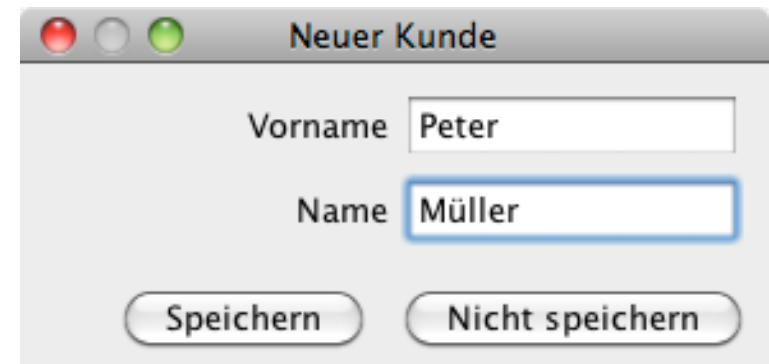 Neuer Kunde
Vorname Peter
Name Müller
Speichern Nicht speichern